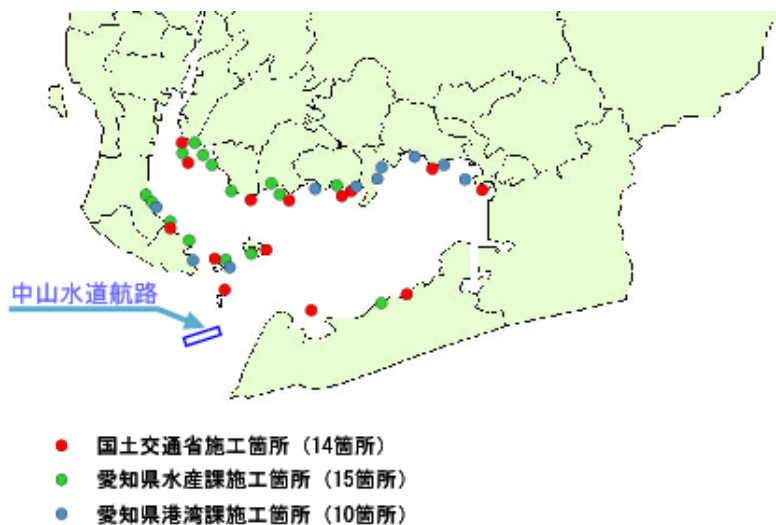 中山水道航路
国土交通省施工箇所（14箇所）
愛知県水産課施工箇所（15箇所）
愛知県港湾課施工箇所（10箇所）